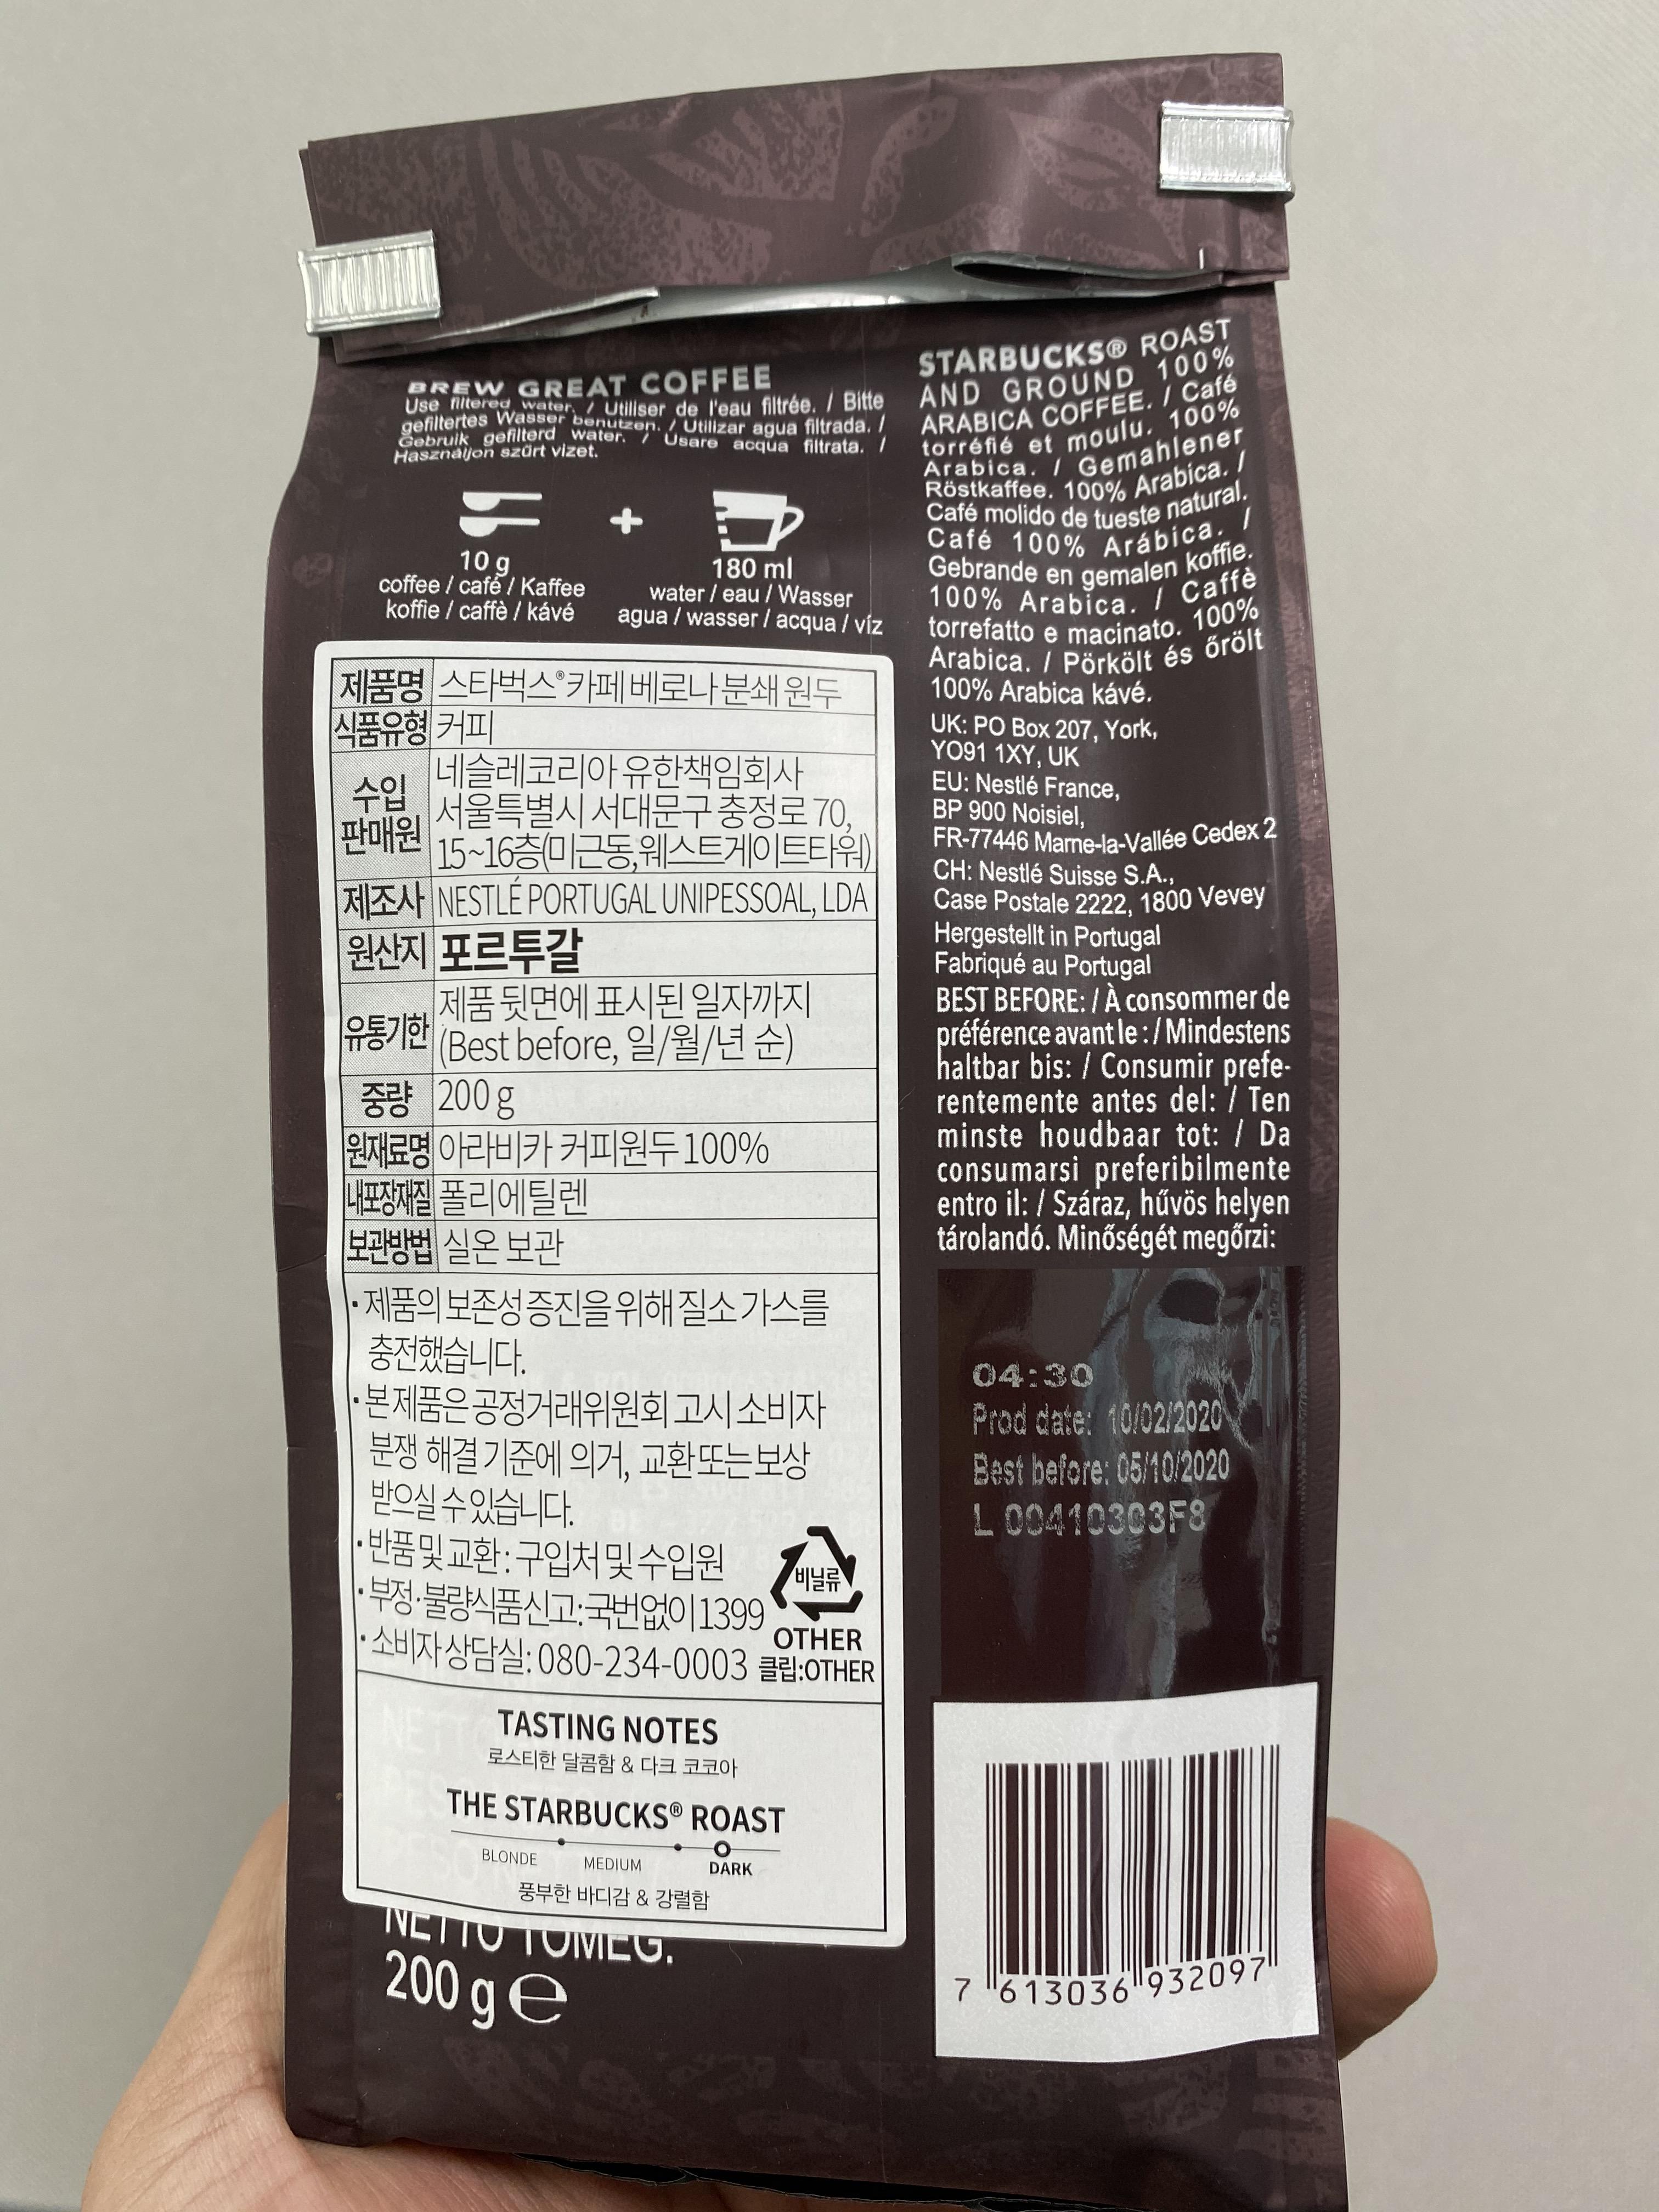 BREW GREAT COFFEE
Use filtered water. / Utiliser de l'eau filtrée. / Bitte
gefiltertes Wasser benutzen. / Utilizar agua filtrada. /
Gebruik gefilterd water. / Usare acqua filtrata. /
Használjon szűrt vizet.
+
10 g
coffee / café / Kaffee
koffie / caffè / kávé
180 ml
water / eau / Wasser
agua / wasser / acqua / víz
제품명 스타벅스® 카페 베로나 분쇄 원두
식품유형 커피
수입
판매원
네슬레코리아 유한책임회사
서울특별시 서대문구 충정로 70,
15~16층(미근동,웨스트게이트타워)
제조사 NESTLÉ PORTUGAL UNIPESSOAL, LDA
원산지 포르투갈
유통기한
제품 뒷면에 표시된 일자까지
(Best before, 일/월/년 순)
중량 200 g
원재료명 아라비카 커피원두 100%
내포장재질 폴리에틸렌
보관방법 실온 보관
· 제품의 보존성 증진을 위해 질소 가스를
충전했습니다.
· 본 제품은 공정거래위원회 고시 소비자
분쟁 해결 기준에 의거, 교환 또는 보상
받으실 수 있습니다.
· 반품 및 교환 : 구입처 및 수입원
· 부정·불량식품 신고: 국번없이 1399
· 소비자 상담실: 080-234-0003
비닐류
OTHER
클립:OTHER
TASTING NOTES
로스티한 달콤함 & 다크 코코아
THE STARBUCKS® ROAST
BLONDE MEDIUM DARK
풍부한 바디감 & 강렬함
NETTO TÖMEG.
200 g e
STARBUCKS® ROAST
AND GROUND 100%
ARABICA COFFEE. / Café
torréfié et moulu. 100%
Arabica. / Gemahlener
Röstkaffee. 100% Arabica. /
Café molido de tueste natural.
Café 100% Arábica. /
Gebrande en gemalen koffie.
100% Arabica. / Caffè
torrefatto e macinato. 100%
Arabica. / Pörkölt és őrölt
100% Arabica kávé.
UK: PO Box 207, York,
YO91 1XY, UK
EU: Nestlé France,
BP 900 Noisiel,
FR-77446 Marne-la-Vallée Cedex 2
CH: Nestlé Suisse S.A.,
Case Postale 2222, 1800 Vevey
Hergestellt in Portugal
Fabriqué au Portugal
BEST BEFORE: / À consommer de
préférence avant le : / Mindestens
haltbar bis: / Consumir prefe-
rentemente antes del: / Ten
minste houdbaar tot: / Da
consumarsi preferibilmente
entro il: / Száraz, hűvös helyen
tárolandó. Minőségét megőrzi:
04:30
Prod date: 10/02/2020
Best before: 05/10/2020
L 00410303F8
7 613036 932097